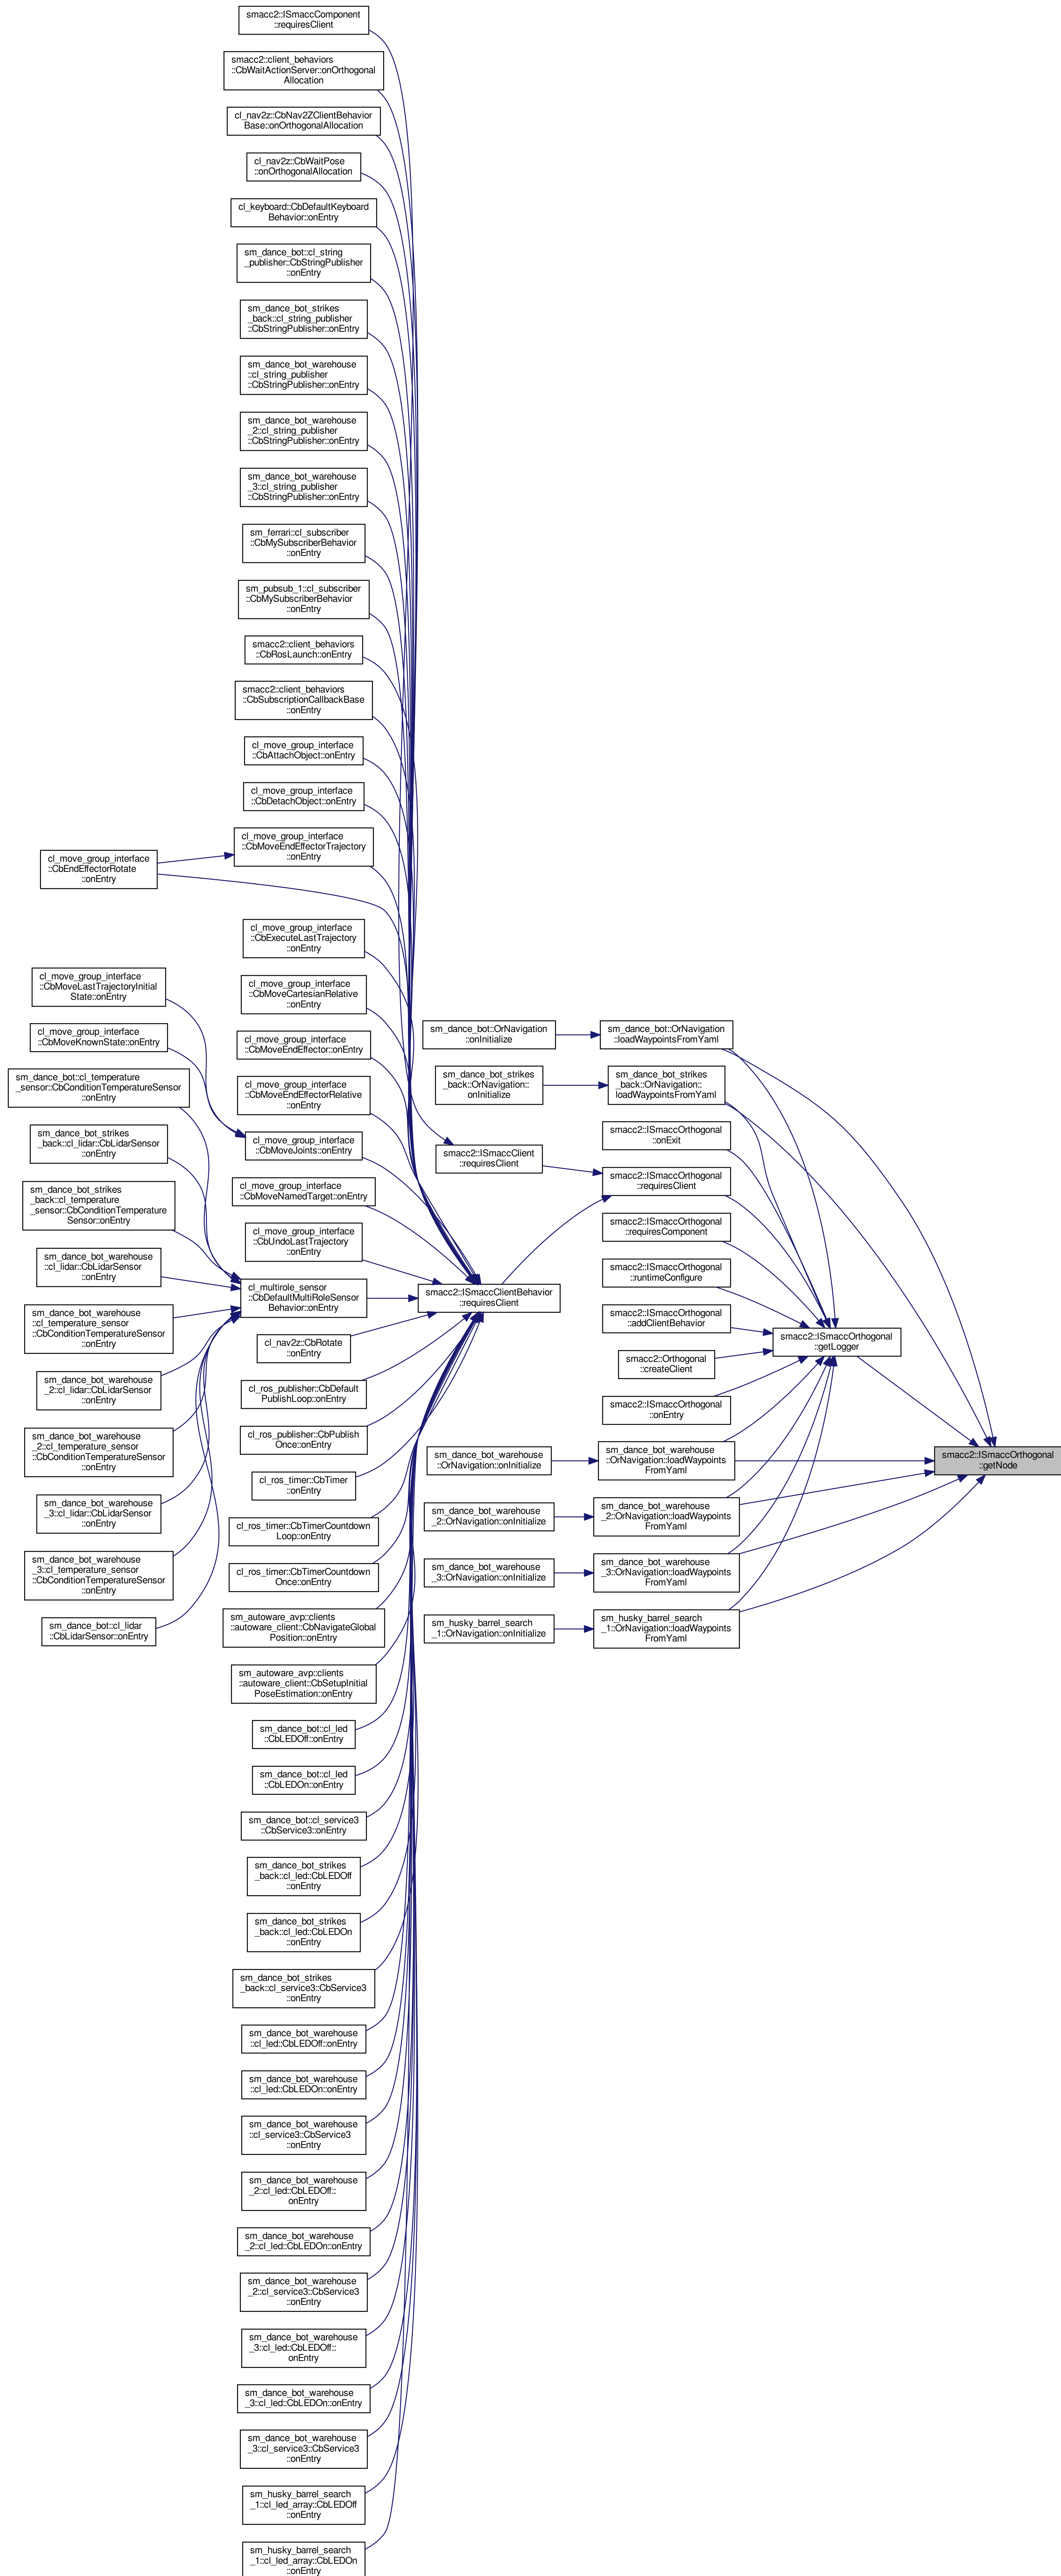 smacc2::ISmaccComponent
::requiresClient
smacc2::client_behaviors
::CbWaitActionServer::onOrthogonal
Allocation
cl_nav2z::CbNav2ZClientBehavior
Base::onOrthogonalAllocation
cl_nav2z::CbWaitPose
::onOrthogonalAllocation
cl_keyboard::CbDefaultKeyboard
Behavior::onEntry
sm_dance_bot::cl_string
_publisher::CbStringPublisher
::onEntry
sm_dance_bot_strikes
_back::cl_string_publisher
::CbStringPublisher::onEntry
sm_dance_bot_warehouse
::cl_string_publisher
::CbStringPublisher::onEntry
sm_dance_bot_warehouse
_2::cl_string_publisher
::CbStringPublisher::onEntry
sm_dance_bot_warehouse
_3::cl_string_publisher
::CbStringPublisher::onEntry
sm_ferrari::cl_subscriber
::CbMySubscriberBehavior
::onEntry
sm_pubsub_1::cl_subscriber
::CbMySubscriberBehavior
::onEntry
smacc2::client_behaviors
::CbRosLaunch::onEntry
smacc2::client_behaviors
::CbSubscriptionCallbackBase
::onEntry
cl_move_group_interface
::CbAttachObject::onEntry
cl_move_group_interface
::CbDetachObject::onEntry
cl_move_group_interface
::CbMoveEndEffectorTrajectory
::onEntry
cl_move_group_interface
::CbEndEffectorRotate
::onEntry
cl_move_group_interface
::CbExecuteLastTrajectory
::onEntry
cl_move_group_interface
::CbMoveCartesianRelative
::onEntry
cl_move_group_interface
::CbMoveEndEffector::onEntry
cl_move_group_interface
::CbMoveEndEffectorRelative
::onEntry
cl_move_group_interface
::CbMoveJoints::onEntry
cl_move_group_interface
::CbMoveNamedTarget::onEntry
cl_move_group_interface
::CbUndoLastTrajectory
::onEntry
cl_multirole_sensor
::CbDefaultMultiRoleSensor
Behavior::onEntry
cl_nav2z::CbRotate
::onEntry
cl_ros_publisher::CbDefault
PublishLoop::onEntry
cl_ros_publisher::CbPublish
Once::onEntry
cl_ros_timer::CbTimer
::onEntry
cl_ros_timer::CbTimerCountdown
Loop::onEntry
cl_ros_timer::CbTimerCountdown
Once::onEntry
sm_autoware_avp::clients
::autoware_client::CbNavigateGlobal
Position::onEntry
sm_autoware_avp::clients
::autoware_client::CbSetupInitial
PoseEstimation::onEntry
sm_dance_bot::cl_led
::CbLEDOff::onEntry
sm_dance_bot::cl_led
::CbLEDOn::onEntry
sm_dance_bot::cl_service3
::CbService3::onEntry
sm_dance_bot_strikes
_back::cl_led::CbLEDOff
::onEntry
sm_dance_bot_strikes
_back::cl_led::CbLEDOn
::onEntry
sm_dance_bot_strikes
_back::cl_service3::CbService3
::onEntry
sm_dance_bot_warehouse
::cl_led::CbLEDOff::onEntry
sm_dance_bot_warehouse
::cl_led::CbLEDOn::onEntry
sm_dance_bot_warehouse
::cl_service3::CbService3
::onEntry
sm_dance_bot_warehouse
_2::cl_led::CbLEDOff::
onEntry
sm_dance_bot_warehouse
_2::cl_led::CbLEDOn::onEntry
sm_dance_bot_warehouse
_2::cl_service3::CbService3
::onEntry
sm_dance_bot_warehouse
_3::cl_led::CbLEDOff::
onEntry
sm_dance_bot_warehouse
_3::cl_led::CbLEDOn::onEntry
sm_dance_bot_warehouse
_3::cl_service3::CbService3
::onEntry
sm_husky_barrel_search
_1::cl_led_array::CbLEDOff
::onEntry
sm_husky_barrel_search
_1::cl_led_array::CbLEDOn
::onEntry
cl_move_group_interface
::CbMoveLastTrajectoryInitial
State::onEntry
cl_move_group_interface
::CbMoveKnownState::onEntry
sm_dance_bot::cl_temperature
_sensor::CbConditionTemperatureSensor
::onEntry
sm_dance_bot_strikes
_back::cl_lidar::CbLidarSensor
::onEntry
sm_dance_bot_strikes
_back::cl_temperature
_sensor::CbConditionTemperature
Sensor::onEntry
sm_dance_bot_warehouse
::cl_lidar::CbLidarSensor
::onEntry
sm_dance_bot_warehouse
::cl_temperature_sensor
::CbConditionTemperatureSensor
::onEntry
sm_dance_bot_warehouse
_2::cl_lidar::CbLidarSensor
::onEntry
sm_dance_bot_warehouse
_2::cl_temperature_sensor
::CbConditionTemperatureSensor
::onEntry
sm_dance_bot_warehouse
_3::cl_lidar::CbLidarSensor
::onEntry
sm_dance_bot_warehouse
_3::cl_temperature_sensor
::CbConditionTemperatureSensor
::onEntry
sm_dance_bot::cl_lidar
::CbLidarSensor::onEntry
sm_dance_bot::OrNavigation
::onInitialize
sm_dance_bot_strikes
_back::OrNavigation::
onInitialize
smacc2::ISmaccClient
::requiresClient
smacc2::ISmaccClientBehavior
::requiresClient
sm_dance_bot_warehouse
::OrNavigation::onInitialize
sm_dance_bot_warehouse
_2::OrNavigation::onInitialize
sm_dance_bot_warehouse
_3::OrNavigation::onInitialize
sm_husky_barrel_search
_1::OrNavigation::onInitialize
sm_dance_bot::OrNavigation
::loadWaypointsFromYaml
sm_dance_bot_strikes
_back::OrNavigation::
loadWaypointsFromYaml
smacc2::ISmaccOrthogonal
::onExit
smacc2::ISmaccOrthogonal
::requiresClient
smacc2::ISmaccOrthogonal
::requiresComponent
smacc2::ISmaccOrthogonal
::runtimeConfigure
smacc2::ISmaccOrthogonal
::addClientBehavior
smacc2::Orthogonal
::createClient
smacc2::ISmaccOrthogonal
::onEntry
sm_dance_bot_warehouse
::OrNavigation::loadWaypoints
FromYaml
sm_dance_bot_warehouse
_2::OrNavigation::loadWaypoints
FromYaml
sm_dance_bot_warehouse
_3::OrNavigation::loadWaypoints
FromYaml
sm_husky_barrel_search
_1::OrNavigation::loadWaypoints
FromYaml
smacc2::ISmaccOrthogonal
::getLogger
smacc2::ISmaccOrthogonal
::getNode